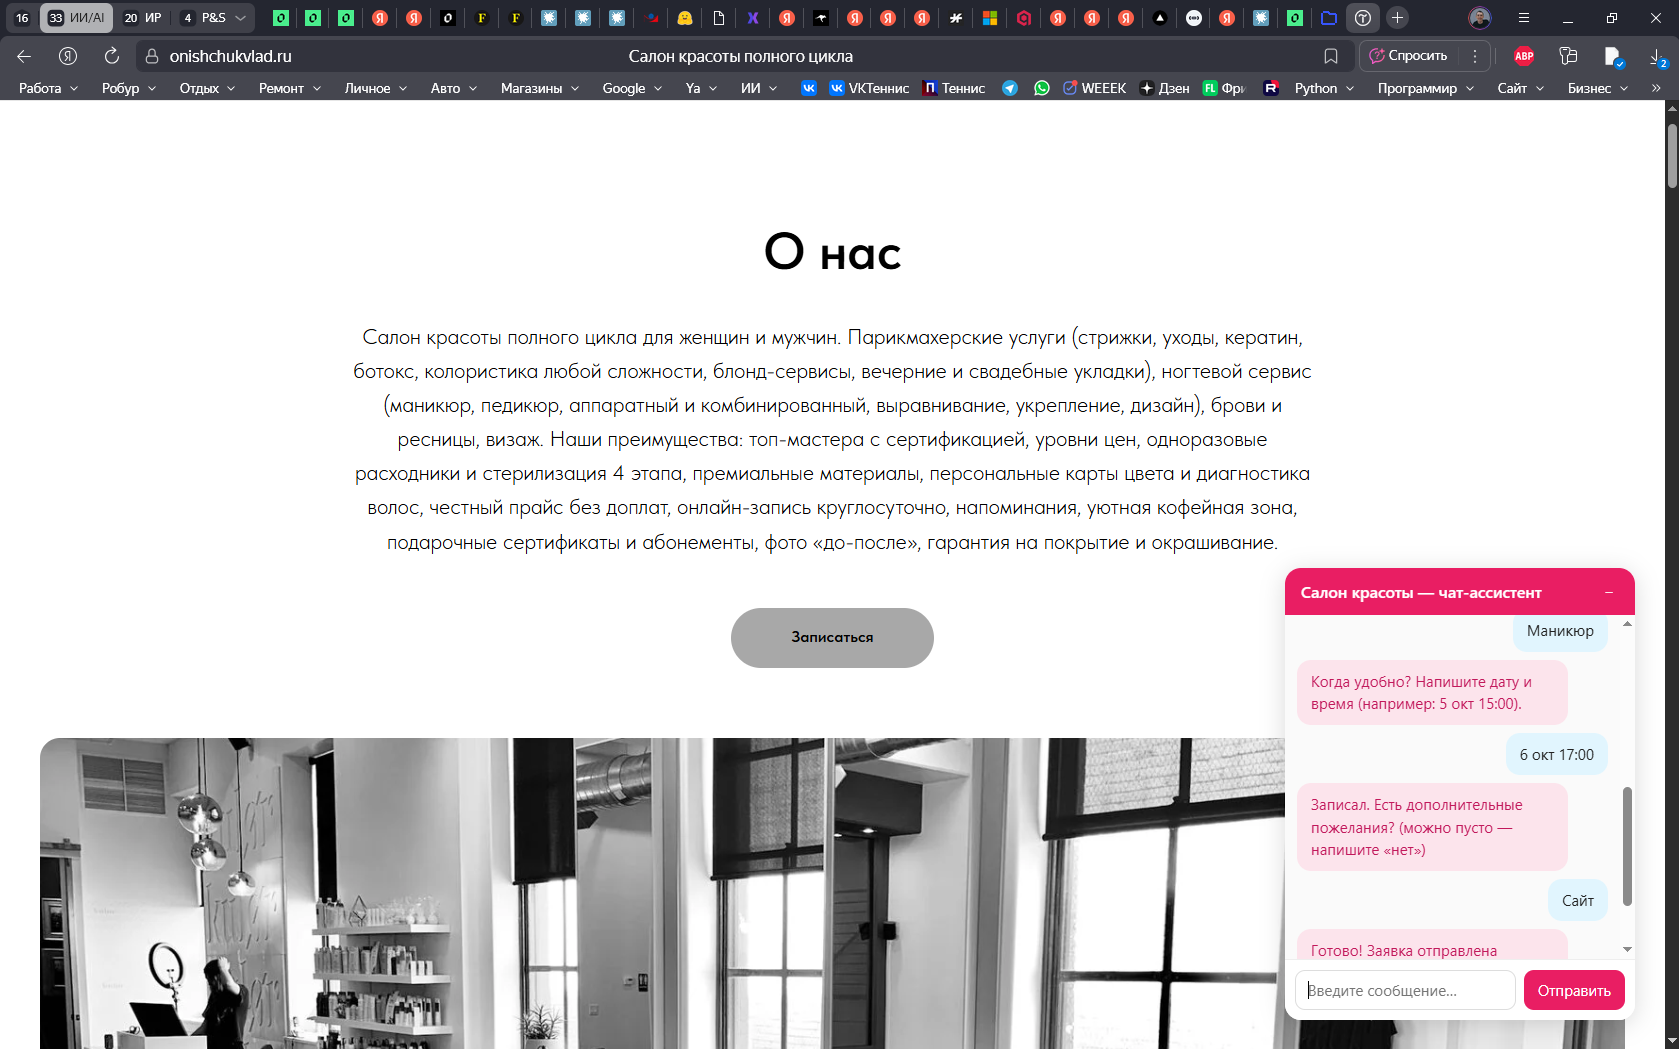 16
33 ИИ/AI
20 ИР
4 P&S
onishchukvlad.ru
Салон красоты полного цикла
Спросить
ABP
2
Работа
Робур
Отдых
Ремонт
Личное
Авто
Магазины
Google
Ya
ИИ
VKТеннис
Теннис
WEEEK
Дзен
Python
Программир
Сайт
Бизнес
О нас
Салон красоты полного цикла для женщин и мужчин. Парикмахерские услуги (стрижки, уходы, кератин,
ботокс, колористика любой сложности, блонд-сервисы, вечерние и свадебные укладки), ногтевой сервис
(маникюр, педикюр, аппаратный и комбинированный, выравнивание, укрепление, дизайн), брови и
ресницы, визаж. Наши преимущества: топ-мастера с сертификацией, уровни цен, одноразовые
расходники и стерилизация 4 этапа, премиальные материалы, персональные карты цвета и диагностика
волос, честный прайс без доплат, онлайн-запись круглосуточно, напоминания, уютная кофейная зона,
подарочные сертификаты и абонементы, фото «до-после», гарантия на покрытие и окрашивание.
Записаться
Салон красоты — чат-ассистент
Маникюр
Когда удобно? Напишите дату и
время (например: 5 окт 15:00).
6 окт 17:00
Записал. Есть дополнительные
пожелания? (можно пусто —
напишите «нет»)
Сайт
Готово! Заявка отправлена
Введите сообщение...
Отправить